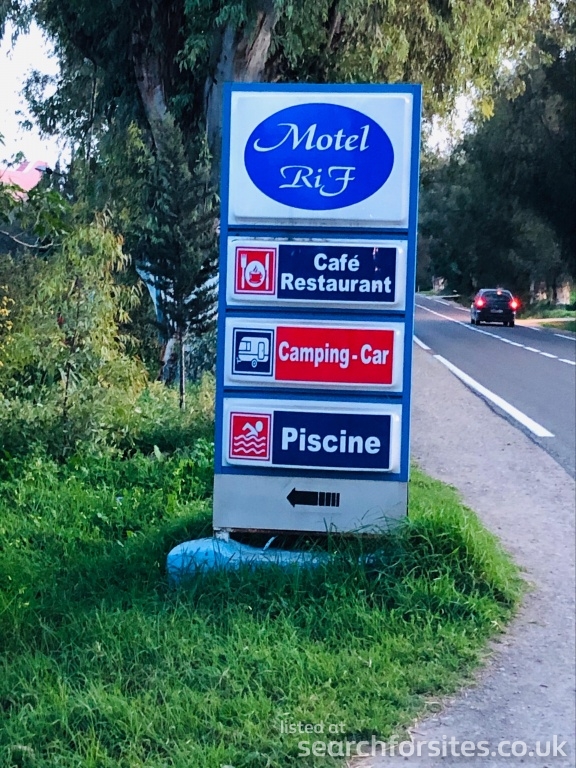 Motel
Rif
Café
Restaurant
Camping-Car
Piscine
listed at
searchforsites.co.uk